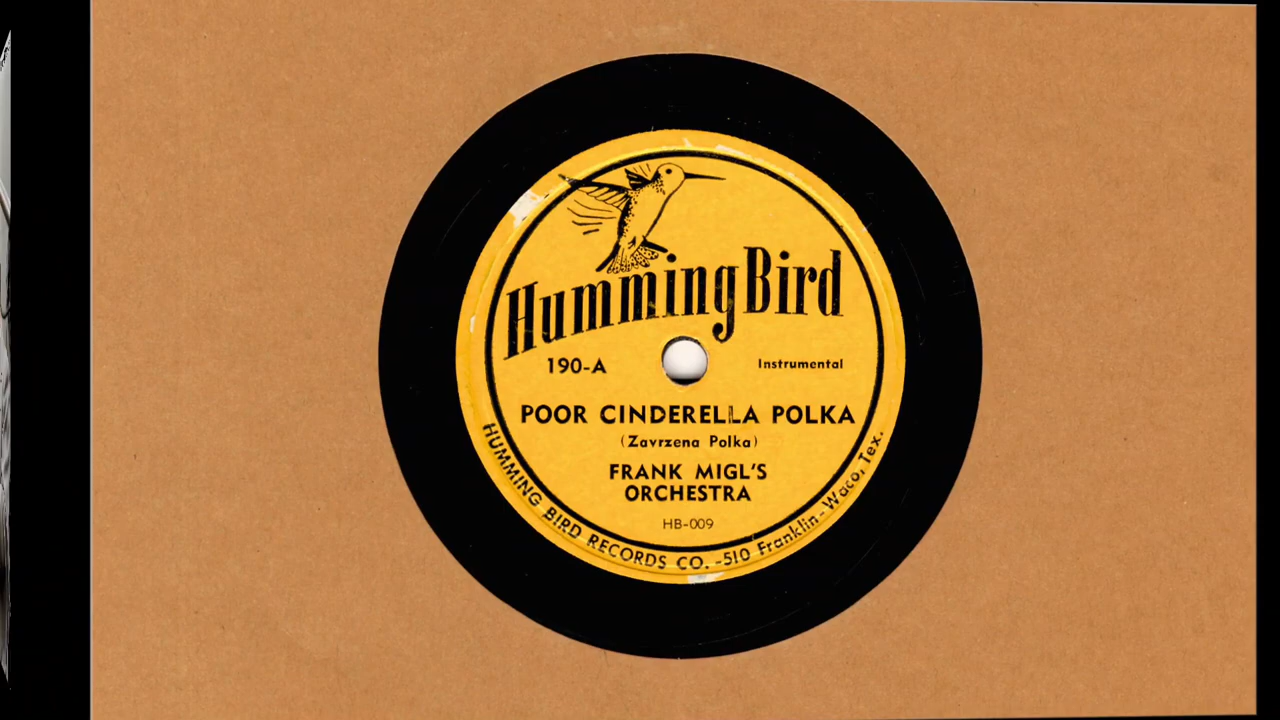 HummingBird
190-A
Instrumental
POOR CINDERELLA POLKA
(Zavrzena Polka)
FRANK MIGL'S
ORCHESTRA
HB-009
HUMMING BIRD RECORDS CO. -510 Franklin-Waco, Tex.